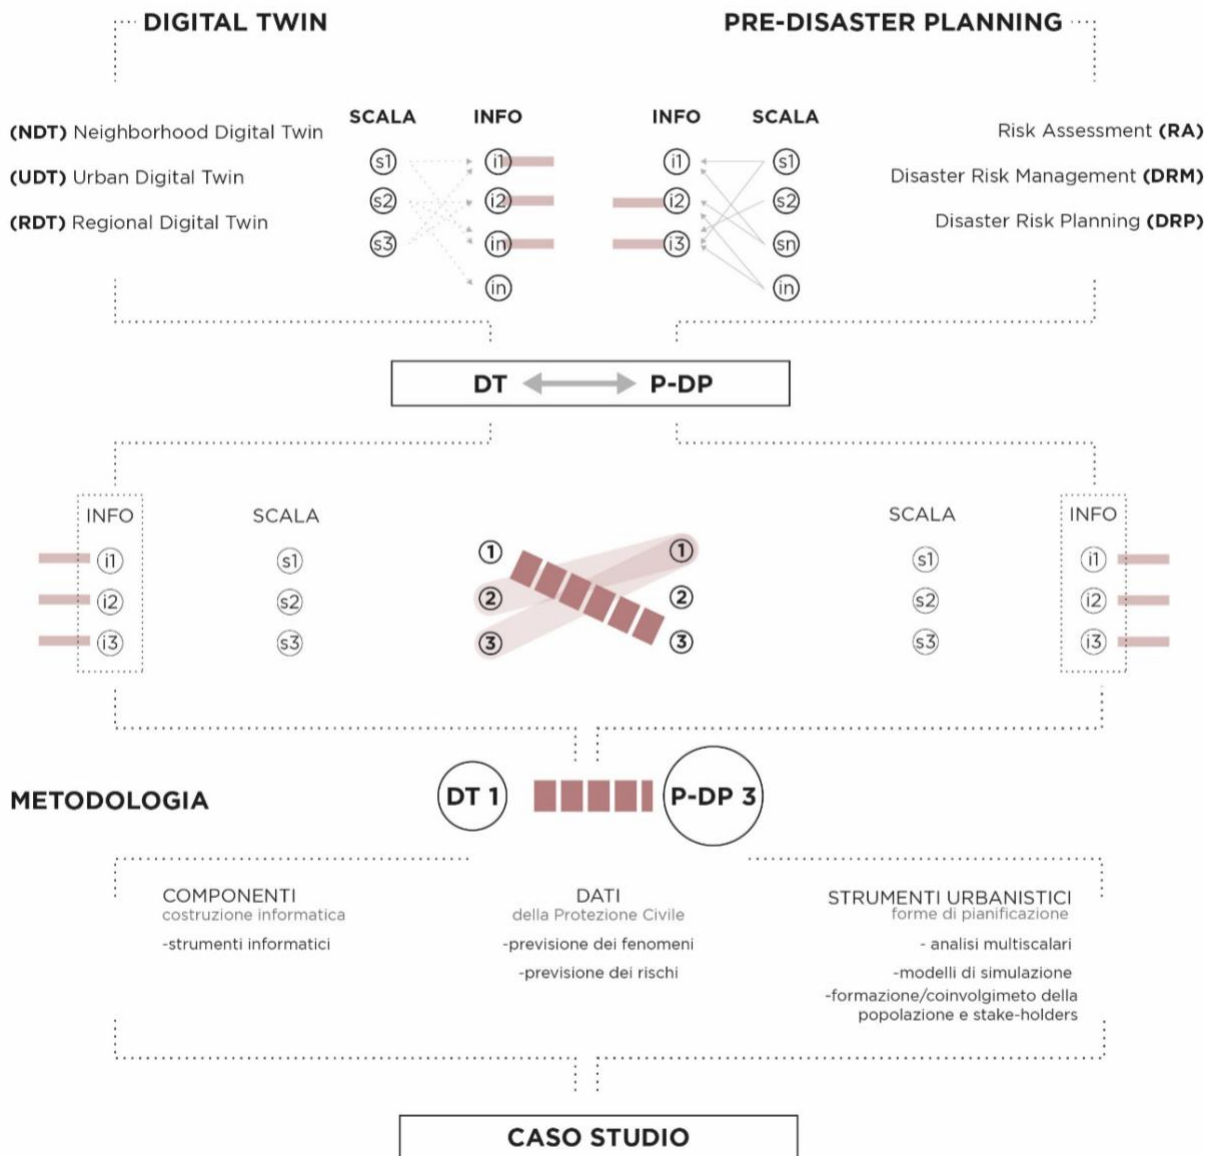 DIGITAL TWIN
PRE-DISASTER PLANNING
SCALA INFO
INFO SCALA
(NDT) Neighborhood Digital Twin
(UDT) Urban Digital Twin
(RDT) Regional Digital Twin
s1 i1
s2 i2
s3 in
in
i1 s1
i2 s2
i3 sn
in
Risk Assessment (RA)
Disaster Risk Management (DRM)
Disaster Risk Planning (DRP)
DT P-DP
INFO SCALA
i1 s1
i2 s2
i3 s3
1 1
2 2
3 3
SCALA INFO
s1 i1
s2 i2
s3 i3
METODOLOGIA
DT 1 P-DP 3
COMPONENTI
costruzione informatica
-strumenti informatici
DATI
della Protezione Civile
-previsione dei fenomeni
-previsione dei rischi
STRUMENTI URBANISTICI
forme di pianificazione
- analisi multiscalari
-modelli di simulazione
-formazione/coinvolgimeto della
popolazione e stake-holders
CASO STUDIO